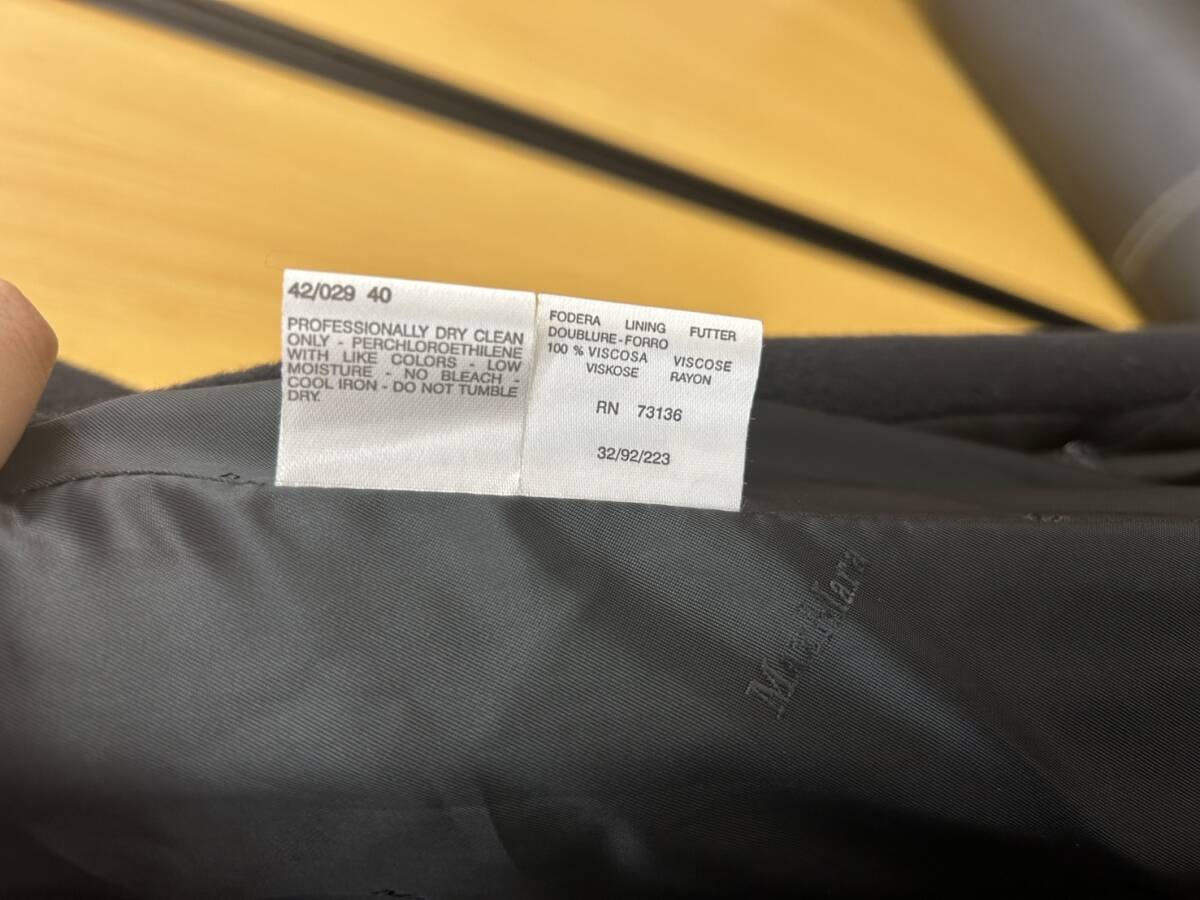 42/029 40
PROFESSIONALLY DRY CLEAN
ONLY - PERCHLOROETHILENE
WITH LIKE COLORS - LOW
MOISTURE - NO BLEACH -
COOL IRON - DO NOT TUMBLE
DRY.
FODERA LINING FUTTER
DOUBLURE-FORRO
100 % VISCOSA VISCOSE
VISKOSE RAYON
RN 73136
32/92/223
MaxMara